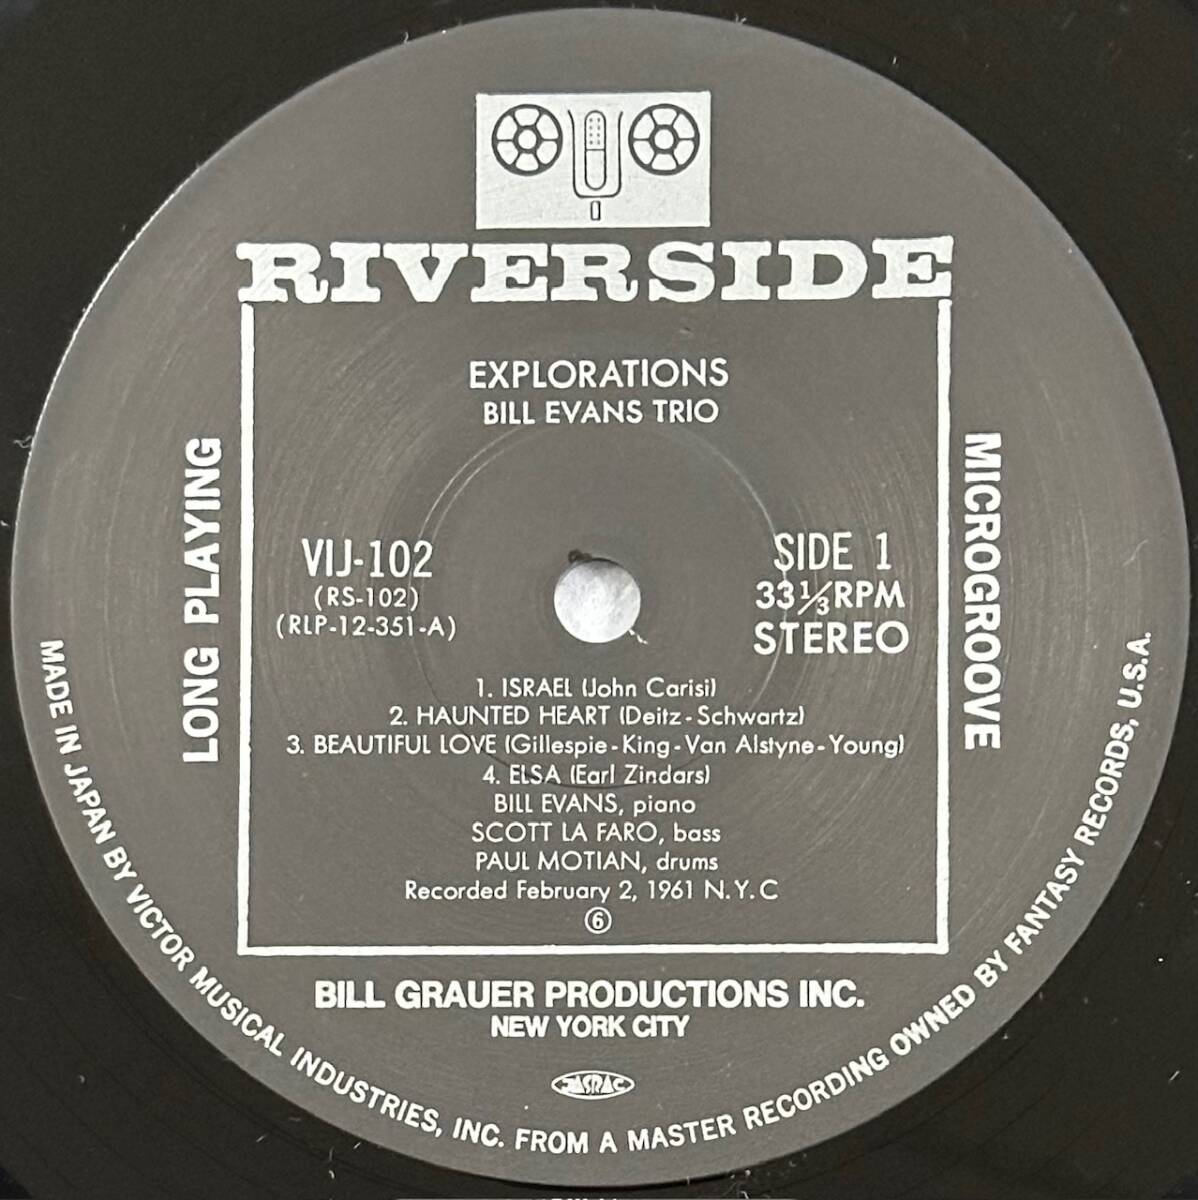 RIVERSIDE
EXPLORATIONS
BILL EVANS TRIO
LONG PLAYING
MICROGROOVE
VIJ-102
(RS-102)
(RLP-12-351-A)
SIDE 1
33 1/3 RPM
STEREO
1. ISRAEL (John Carisi)
2. HAUNTED HEART (Deitz-Schwartz)
3. BEAUTIFUL LOVE (Gillespie-King-Van Alstyne-Young)
4. ELSA (Earl Zindars)
BILL EVANS, piano
SCOTT LA FARO, bass
PAUL MOTIAN, drums
Recorded February 2, 1961 N.Y.C
⑥
BILL GRAUER PRODUCTIONS INC.
NEW YORK CITY
JASRAC
MADE IN JAPAN BY VICTOR MUSICAL INDUSTRIES, INC. FROM A MASTER RECORDING OWNED BY FANTASY RECORDS, U.S.A.